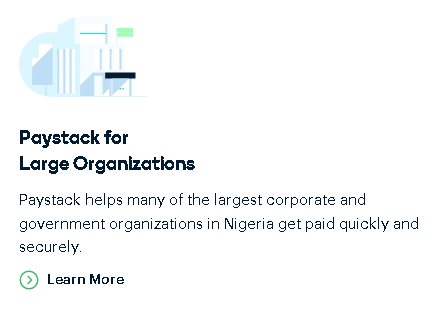 Paystack for
Large Organizations
Paystack helps many of the largest corporate and
government organizations in Nigeria get paid quickly and
securely.
Learn More